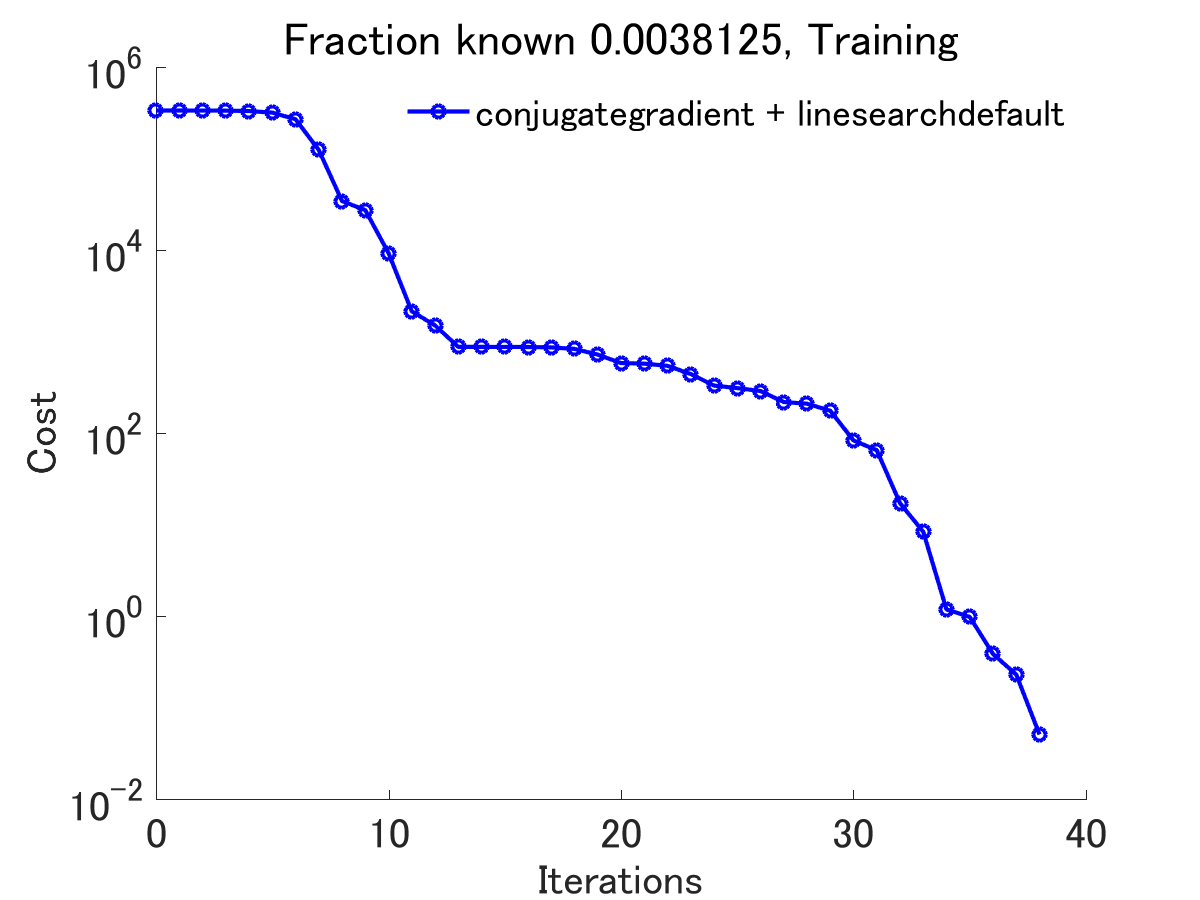 Fraction known 0.0038125, Training
conjugategradient + linesearchdefault
10^6
10^4
10^2
10^0
10^-2
Cost
0 10 20 30 40
Iterations